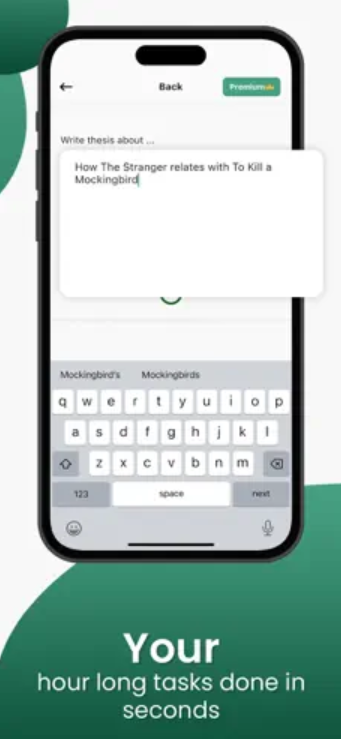 Back
Premium
Write thesis about ...
How The Stranger relates with To Kill a
Mockingbird
Mockingbird's
Mockingbirds
q w e r t y u i o p
a s d f g h j k l
z x c v b n m
123
space
next
Your
hour long tasks done in
seconds